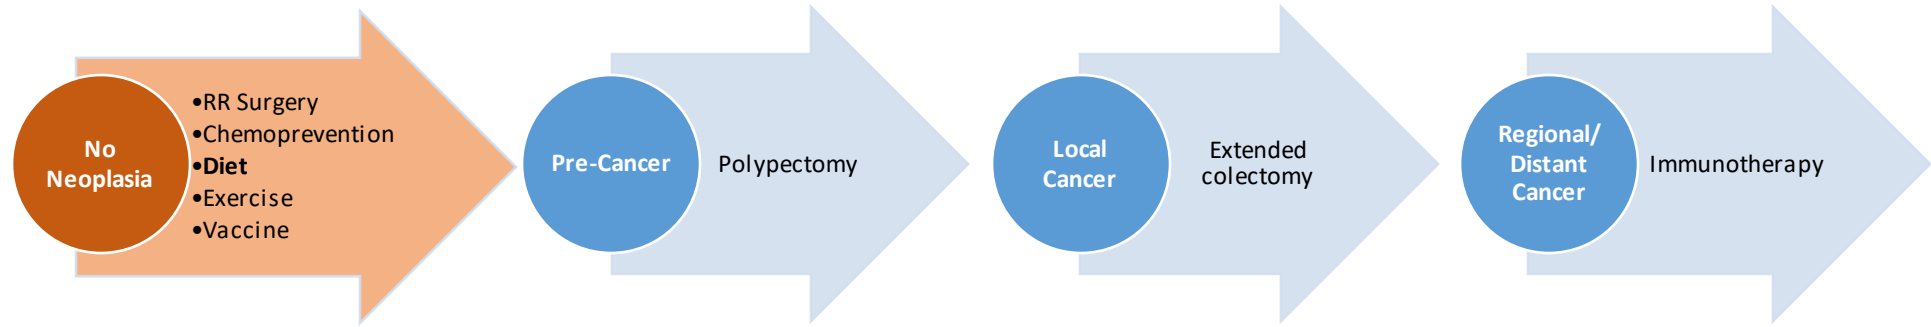 No
Neoplasia
•RR Surgery
•Chemoprevention
•Diet
•Exercise
•Vaccine
Pre-Cancer
Polypectomy
Local
Cancer
Extended
colectomy
Regional/
Distant
Cancer
Immunotherapy